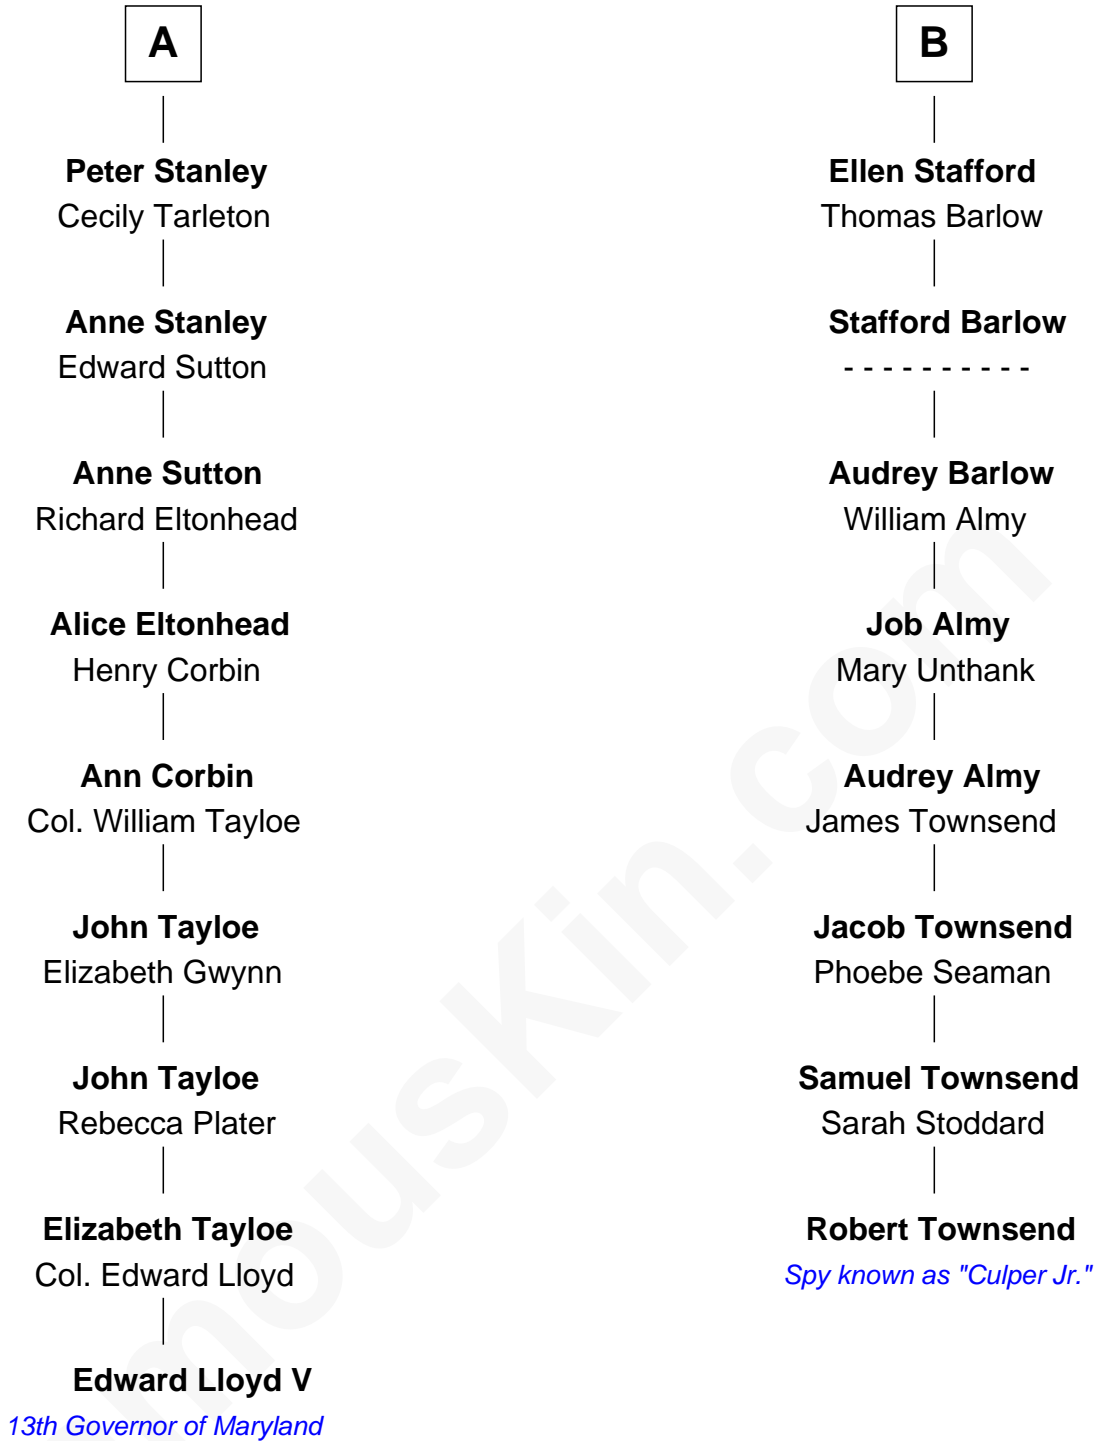 A
Peter Stanley
Cecily Tarleton
Anne Stanley
Edward Sutton
Anne Sutton
Richard Eltonhead
Alice Eltonhead
Henry Corbin
Ann Corbin
Col. William Tayloe
John Tayloe
Elizabeth Gwynn
John Tayloe
Rebecca Plater
Elizabeth Tayloe
Col. Edward Lloyd
Edward Lloyd V
13th Governor of Maryland
B
Ellen Stafford
Thomas Barlow
Stafford Barlow
- - - - - - - - - -
Audrey Barlow
William Almy
Job Almy
Mary Unthank
Audrey Almy
James Townsend
Jacob Townsend
Phoebe Seaman
Samuel Townsend
Sarah Stoddard
Robert Townsend
Spy known as "Culper Jr."
mousKin.com